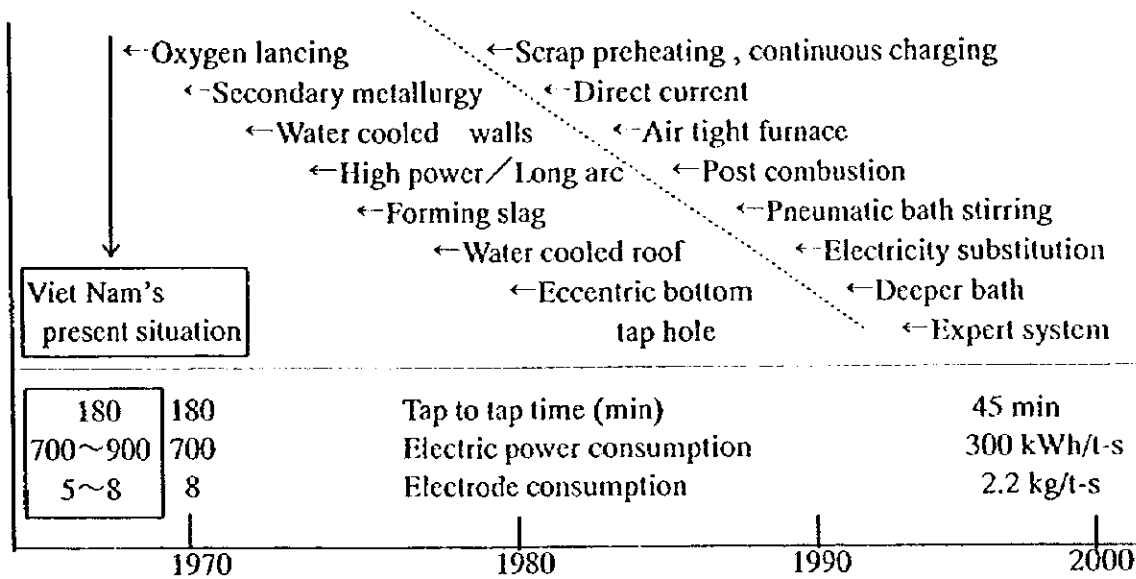 ←Oxygen lancing ←Scrap preheating , continuous charging
←Secondary metallurgy ←Direct current
←Water cooled walls ←Air tight furnace
←High power／Long arc ←Post combustion
←Forming slag ←Pneumatic bath stirring
←Water cooled roof ←Electricity substitution
Viet Nam's ←Eccentric bottom ←Deeper bath
present situation tap hole ←Expert system
180 180 Tap to tap time (min) 45 min
700～900 700 Electric power consumption 300 kWh/t-s
5～8 8 Electrode consumption 2.2 kg/t-s
1970 1980 1990 2000